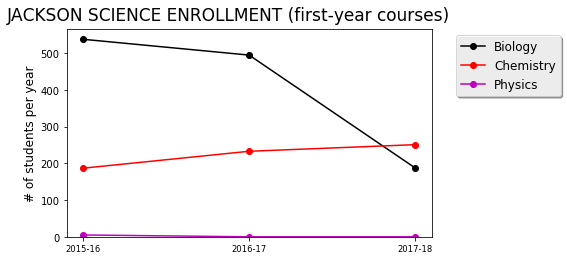 JACKSON SCIENCE ENROLLMENT (first-year courses)
# of students per year
500
400
300
200
100
0
2015-16
2016-17
2017-18
Biology
Chemistry
Physics